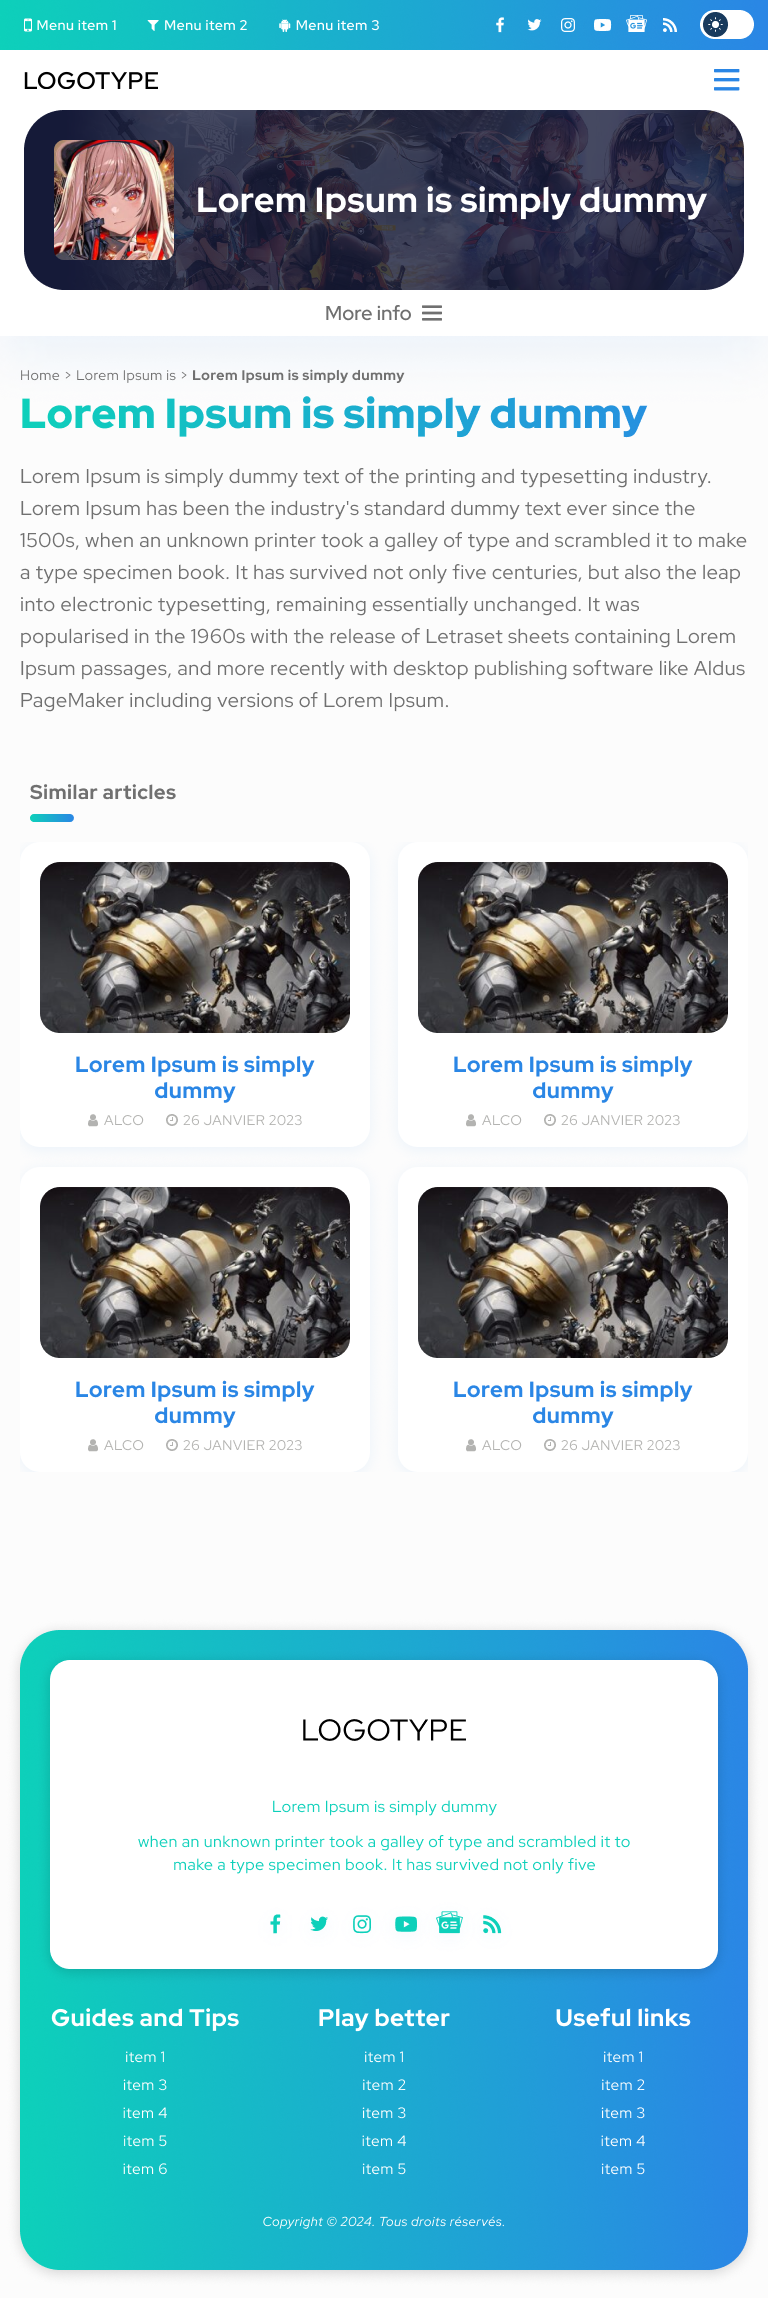 Menu item 1 Menu item 2 Menu item 3
LOGOTYPE
Lorem Ipsum is simply dummy
More info
Home > Lorem Ipsum is > Lorem Ipsum is simply dummy
Lorem Ipsum is simply dummy
Lorem Ipsum is simply dummy text of the printing and typesetting industry.
Lorem Ipsum has been the industry's standard dummy text ever since the
1500s, when an unknown printer took a galley of type and scrambled it to make
a type specimen book. It has survived not only five centuries, but also the leap
into electronic typesetting, remaining essentially unchanged. It was
popularised in the 1960s with the release of Letraset sheets containing Lorem
Ipsum passages, and more recently with desktop publishing software like Aldus
PageMaker including versions of Lorem Ipsum.
Similar articles
Lorem Ipsum is simply
dummy
ALCO 26 JANVIER 2023
Lorem Ipsum is simply
dummy
ALCO 26 JANVIER 2023
Lorem Ipsum is simply
dummy
ALCO 26 JANVIER 2023
Lorem Ipsum is simply
dummy
ALCO 26 JANVIER 2023
LOGOTYPE
Lorem Ipsum is simply dummy
when an unknown printer took a galley of type and scrambled it to
make a type specimen book. It has survived not only five
Guides and Tips
item 1
item 3
item 4
item 5
item 6
Play better
item 1
item 2
item 3
item 4
item 5
Useful links
item 1
item 2
item 3
item 4
item 5
Copyright © 2024. Tous droits réservés.